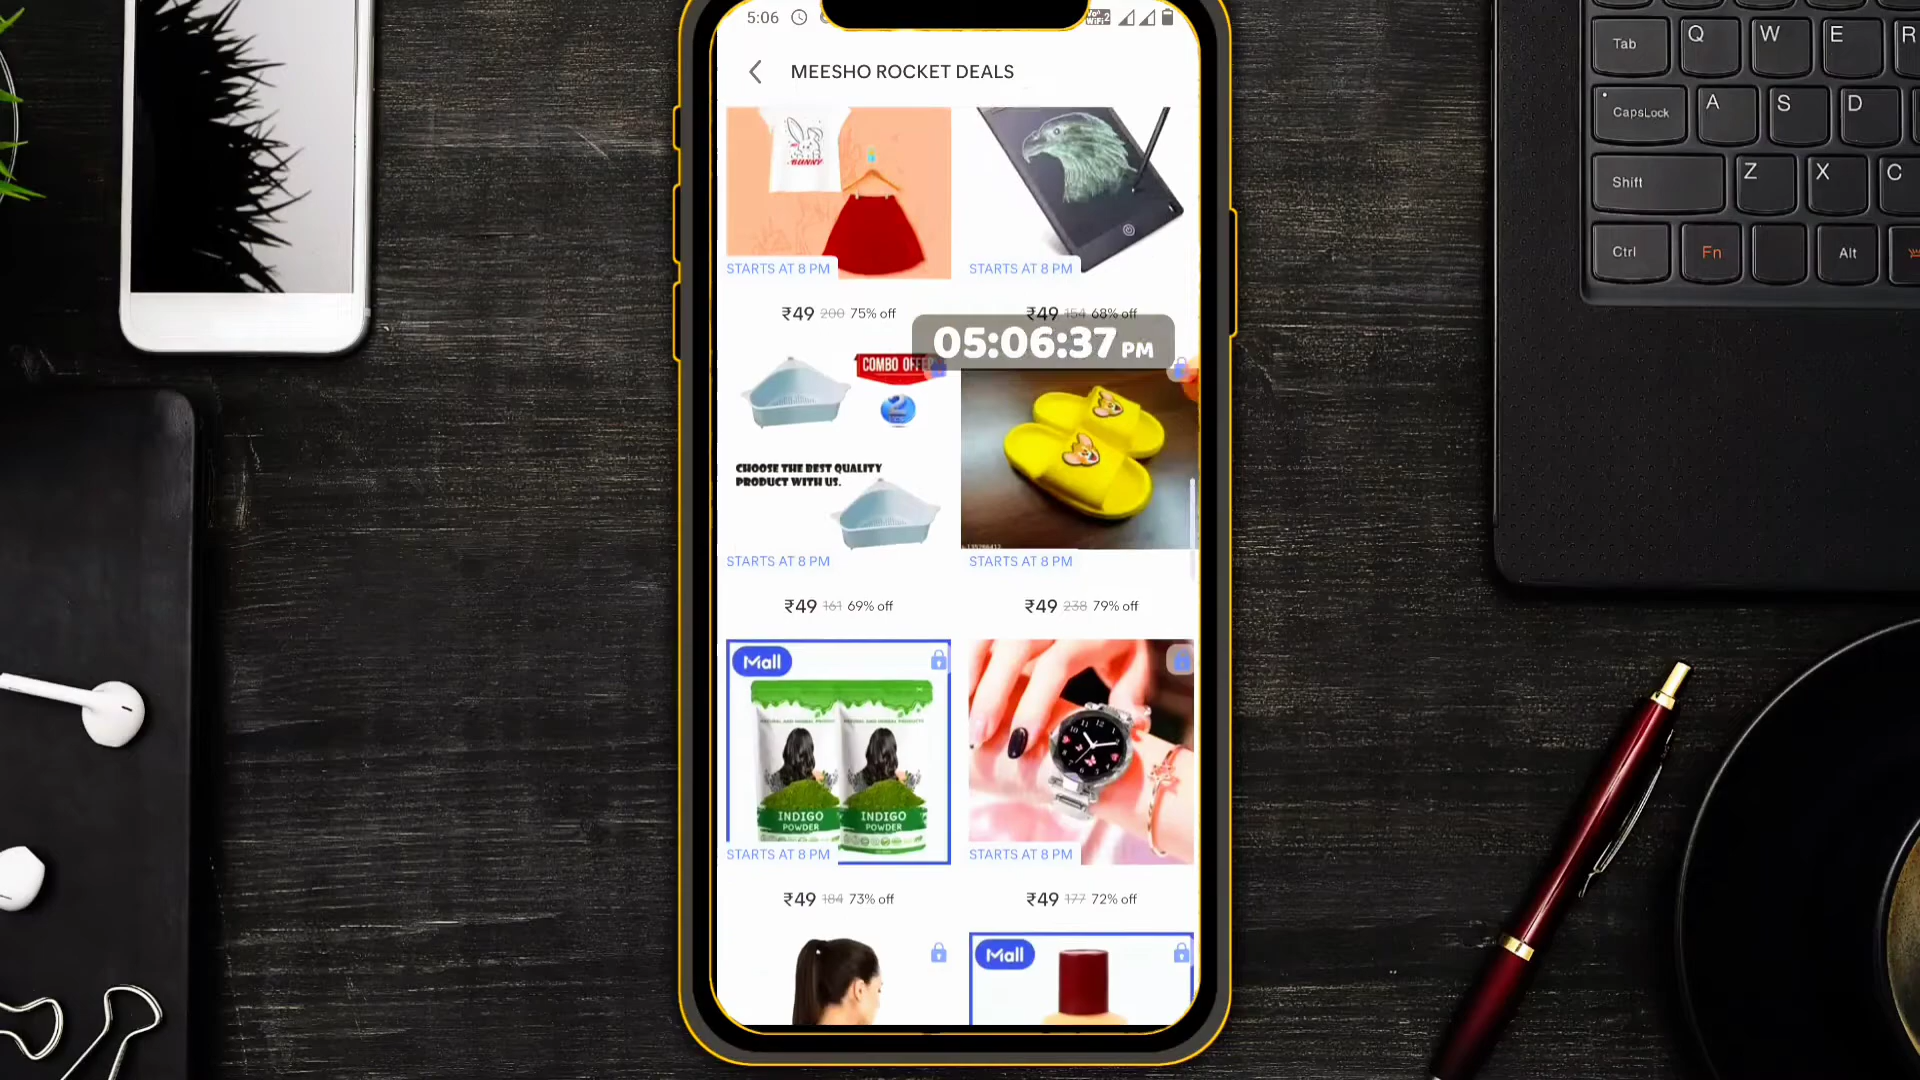 5:06
MEESHO ROCKET DEALS
BUNNY
STARTS AT 8 PM
STARTS AT 8 PM
₹49 200 75% off
₹49 154 68% off
05:06:37 PM
COMBO OFFER
2
CHOOSE THE BEST QUALITY
PRODUCT WITH US.
STARTS AT 8 PM
STARTS AT 8 PM
₹49 161 69% off
₹49 238 79% off
Mall
INDIGO
POWDER
INDIGO
POWDER
STARTS AT 8 PM
STARTS AT 8 PM
₹49 184 73% off
₹49 177 72% off
Mall
Tab Q W E R
CapsLock A S D
Shift Z X C
Ctrl Fn Alt